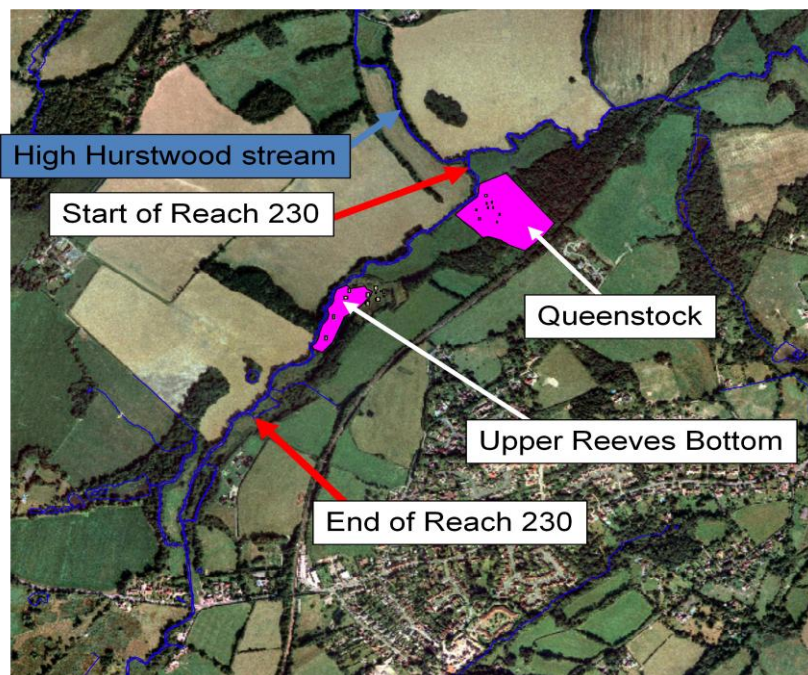 High Hurstwood stream
Start of Reach 230
Queenstock
Upper Reeves Bottom
End of Reach 230